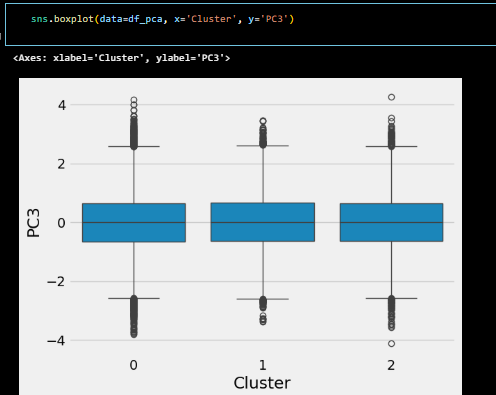 sns.boxplot(data=df_pca, x='Cluster', y='PC3')
<Axes: xlabel='Cluster', ylabel='PC3'>
4
2
0
−2
−4
PC3
0 1 2
Cluster